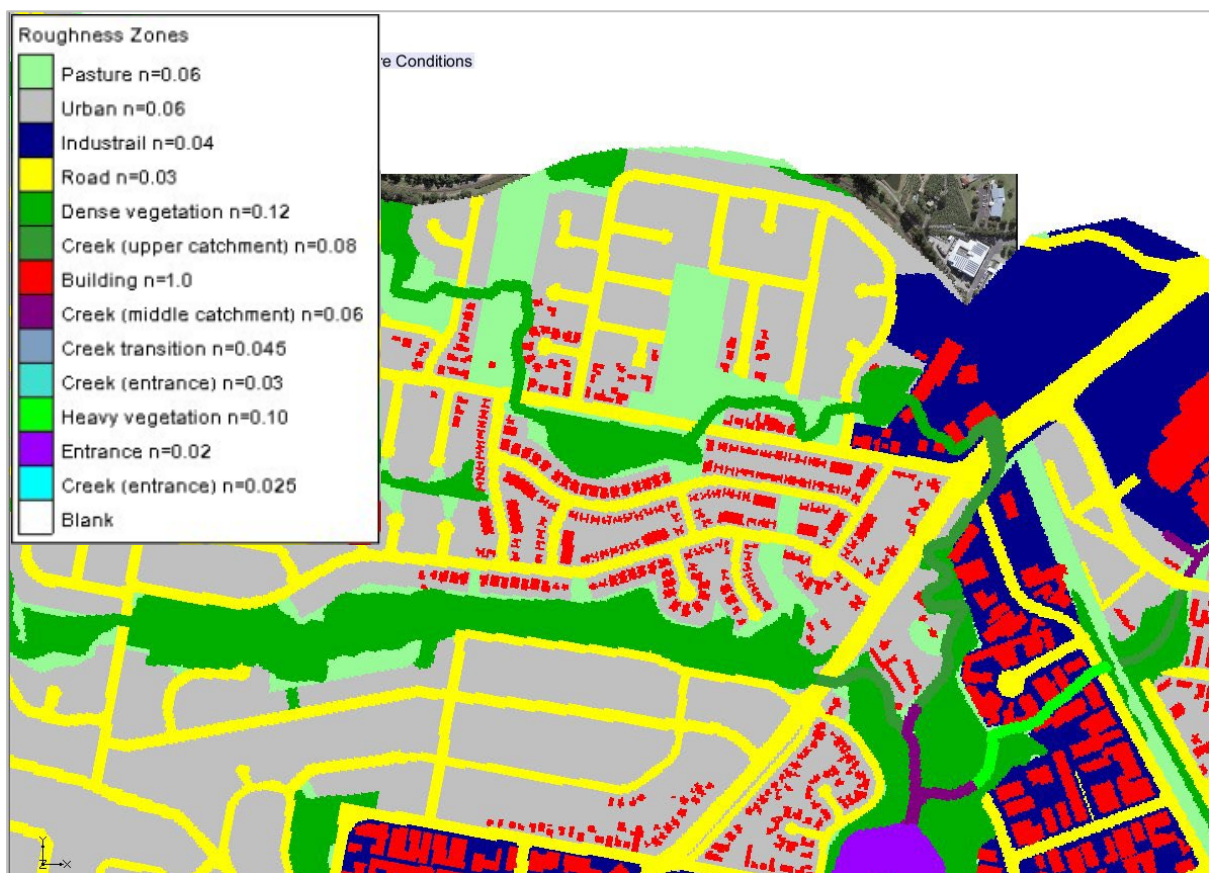 Roughness Zones
re Conditions
Pasture n=0.06
Urban n=0.06
Industrail n=0.04
Road n=0.03
Dense vegetation n=0.12
Creek (upper catchment) n=0.08
Building n=1.0
Creek (middle catchment) n=0.06
Creek transition n=0.045
Creek (entrance) n=0.03
Heavy vegetation n=0.10
Entrance n=0.02
Creek (entrance) n=0.025
Blank
Y
Z X